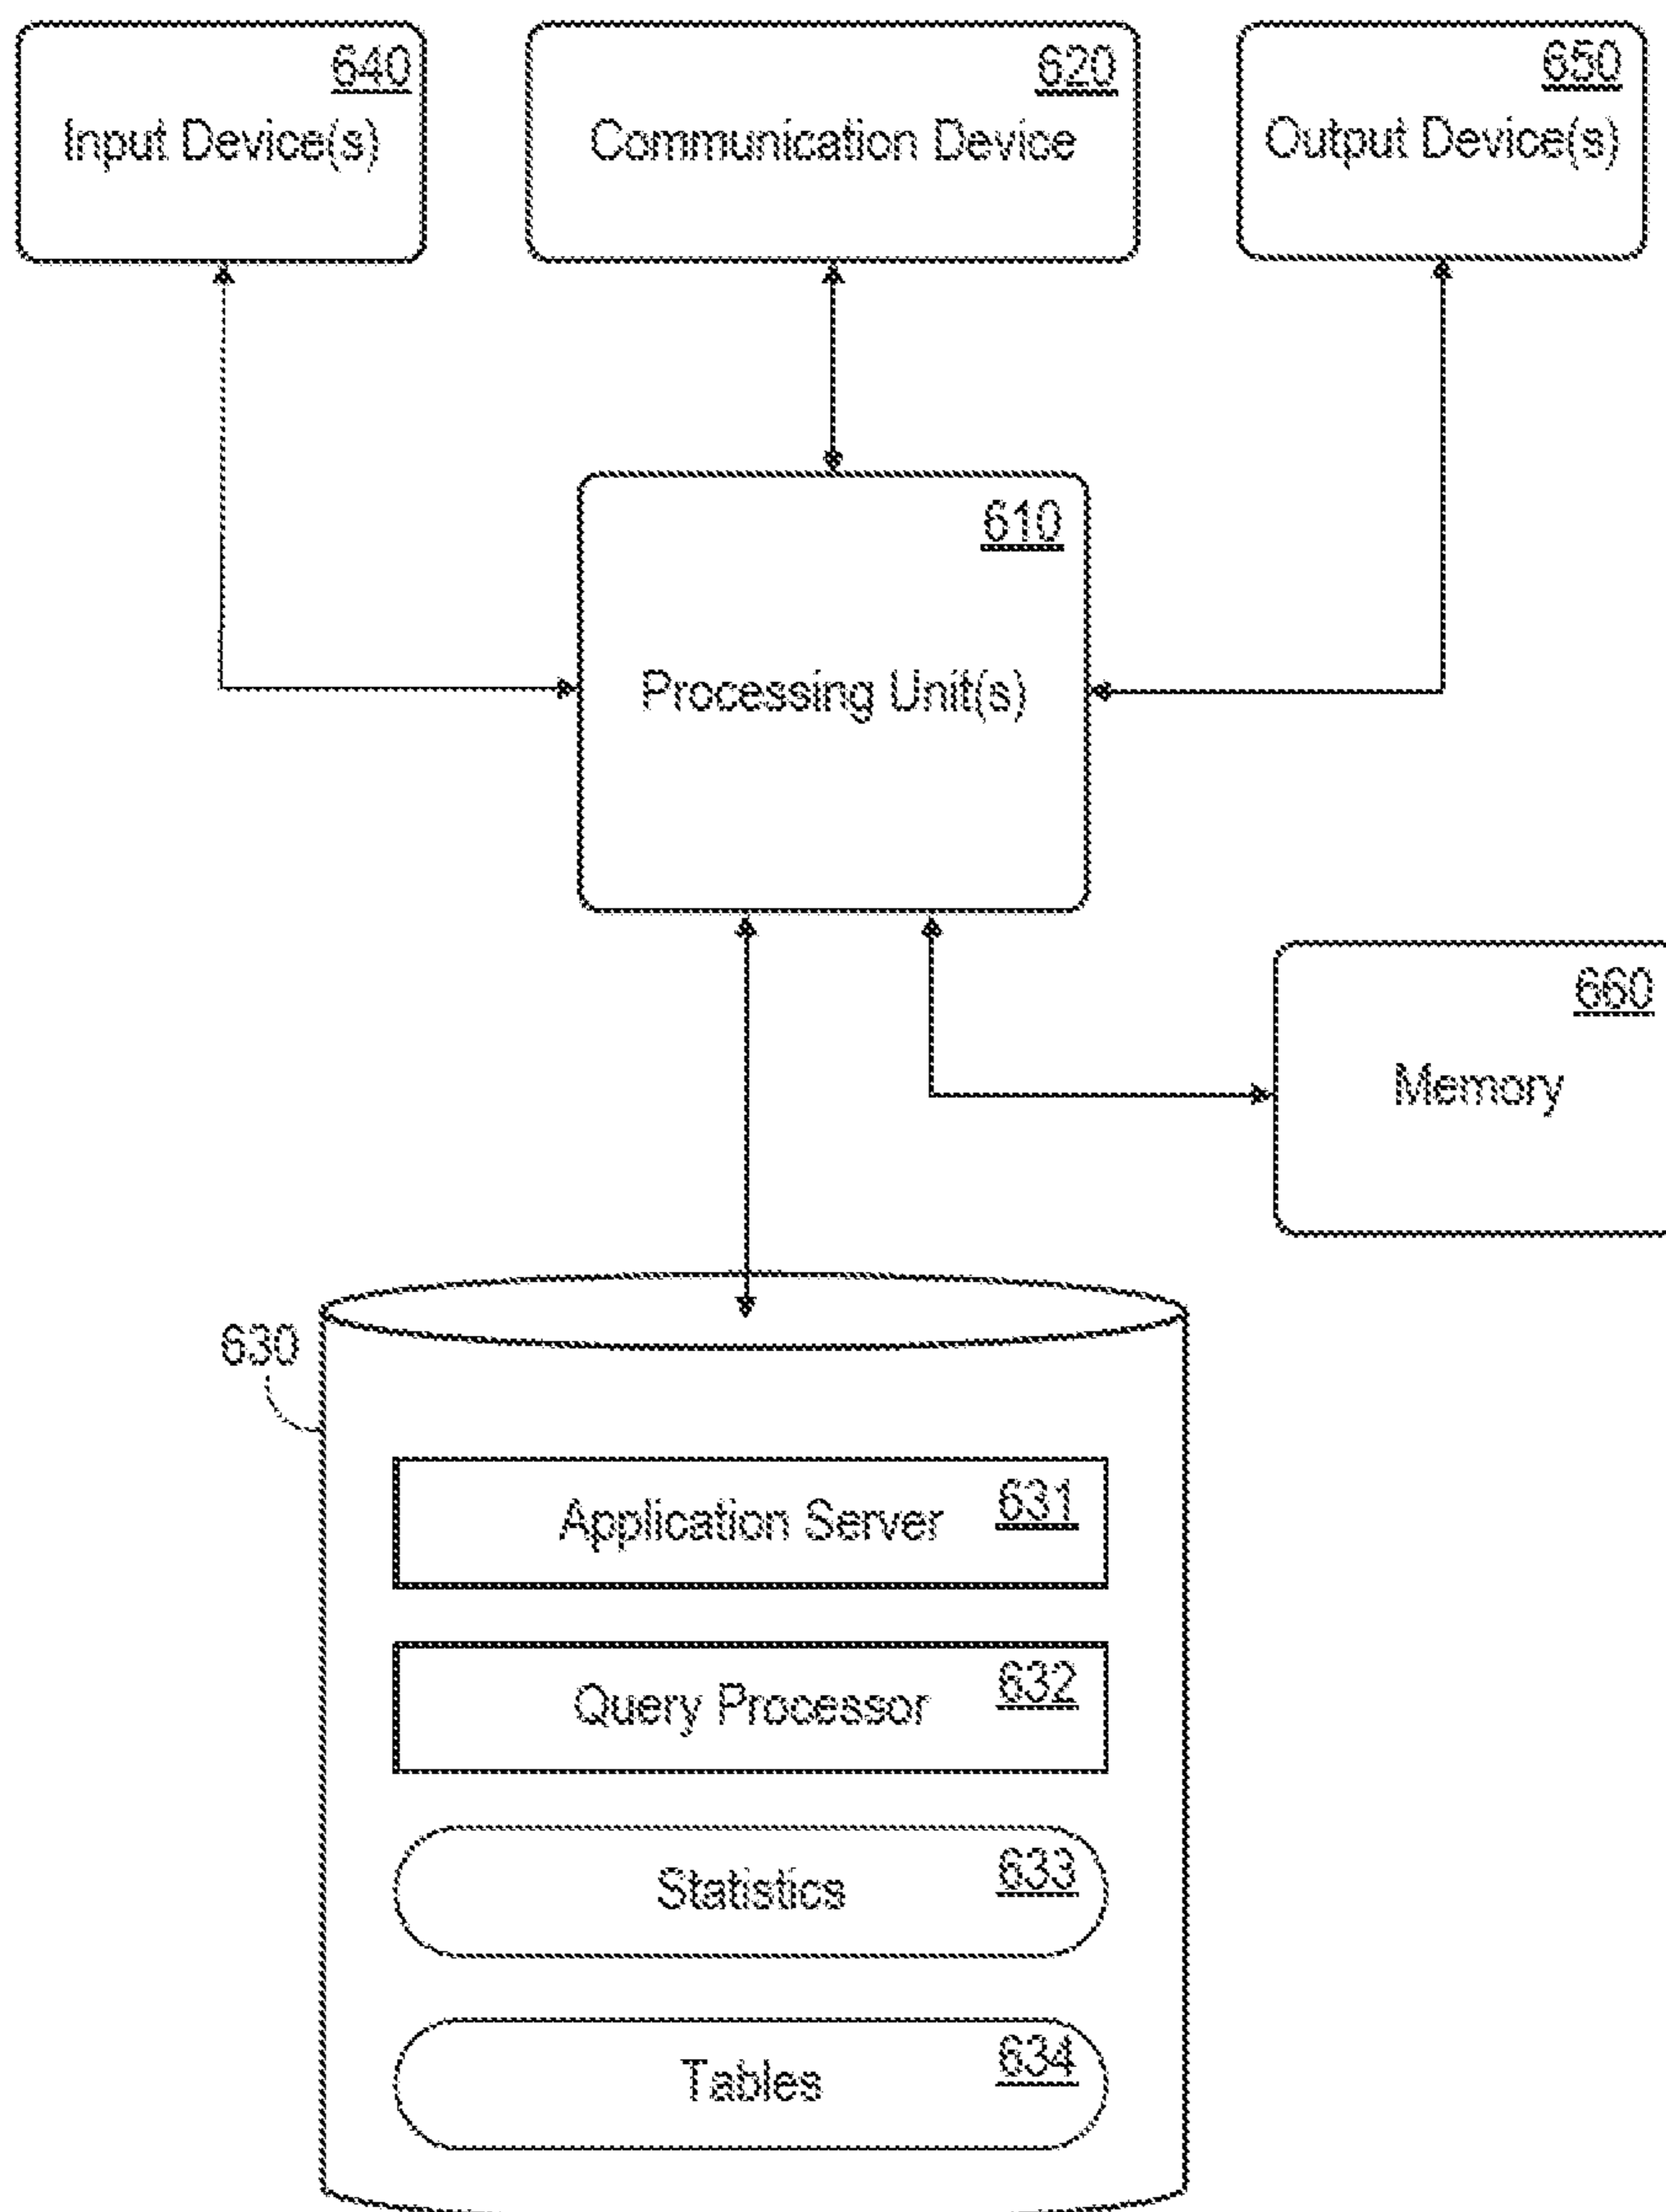 640
Input Device(s)
620
Communication Device
650
Output Device(s)
610
Processing Unit(s)
660
Memory
630
631
Application Server
632
Query Processor
633
Statistics
634
Tables